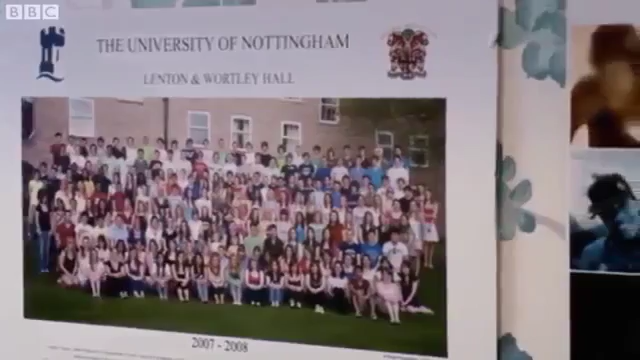 BBC
THE UNIVERSITY OF NOTTINGHAM
LENTON & WORTLEY HALL
2007 - 2008